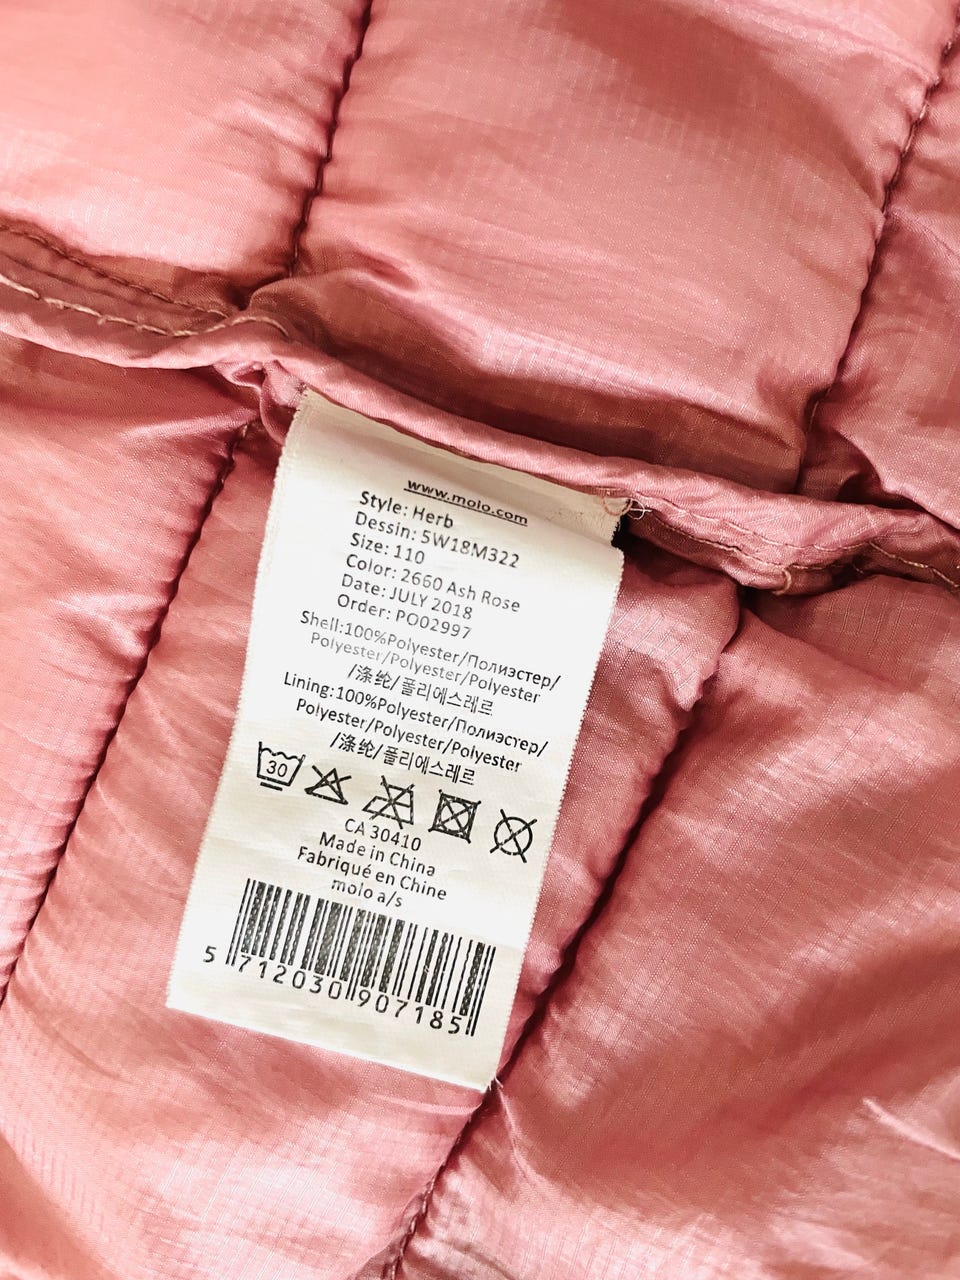 www.molo.com
Style: Herb
Dessin: 5W18M322
Size: 110
Color: 2660 Ash Rose
Date: JULY 2018
Order: PO02997
Shell:100%Polyester/Полиэстер/
Polyester/Polyester/Polyester
/涤纶/폴리에스레르
Lining:100%Polyester/Полиэстер/
Polyester/Polyester/Polyester
/涤纶/폴리에스레르
30
CA 30410
Made in China
Fabriqué en Chine
molo a/s
5 712030 907185